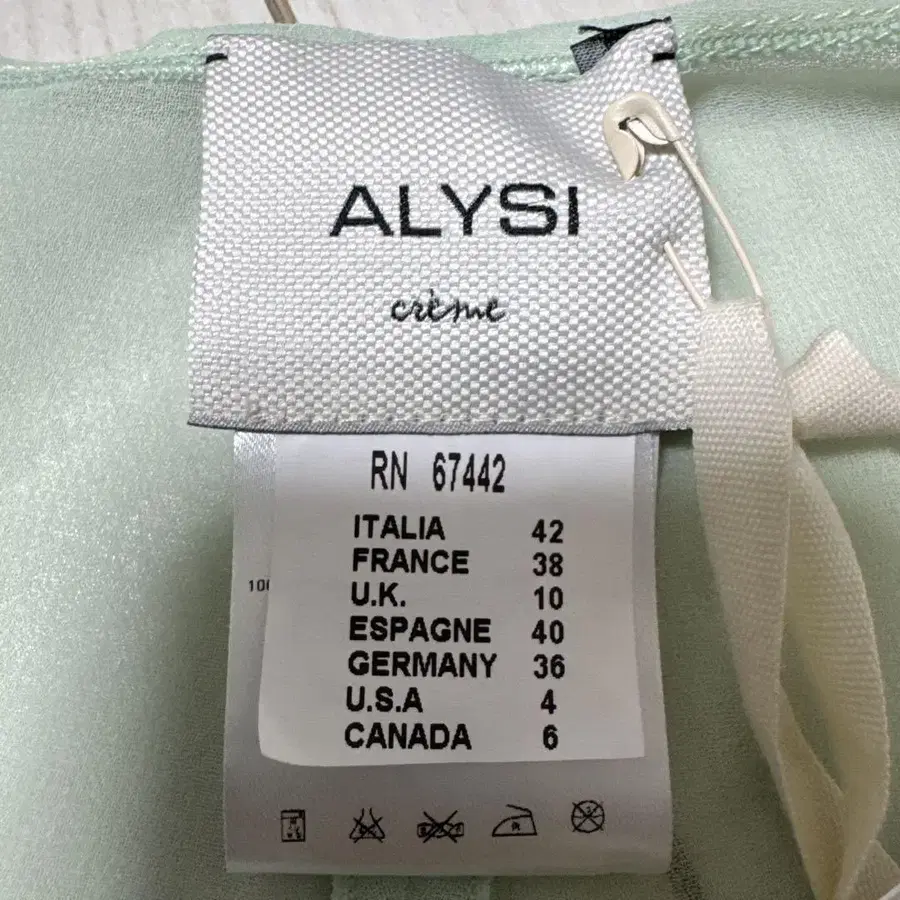 ALYSI
crème
RN 67442
ITALIA 42
FRANCE 38
U.K. 10
ESPAGNE 40
GERMANY 36
U.S.A 4
CANADA 6